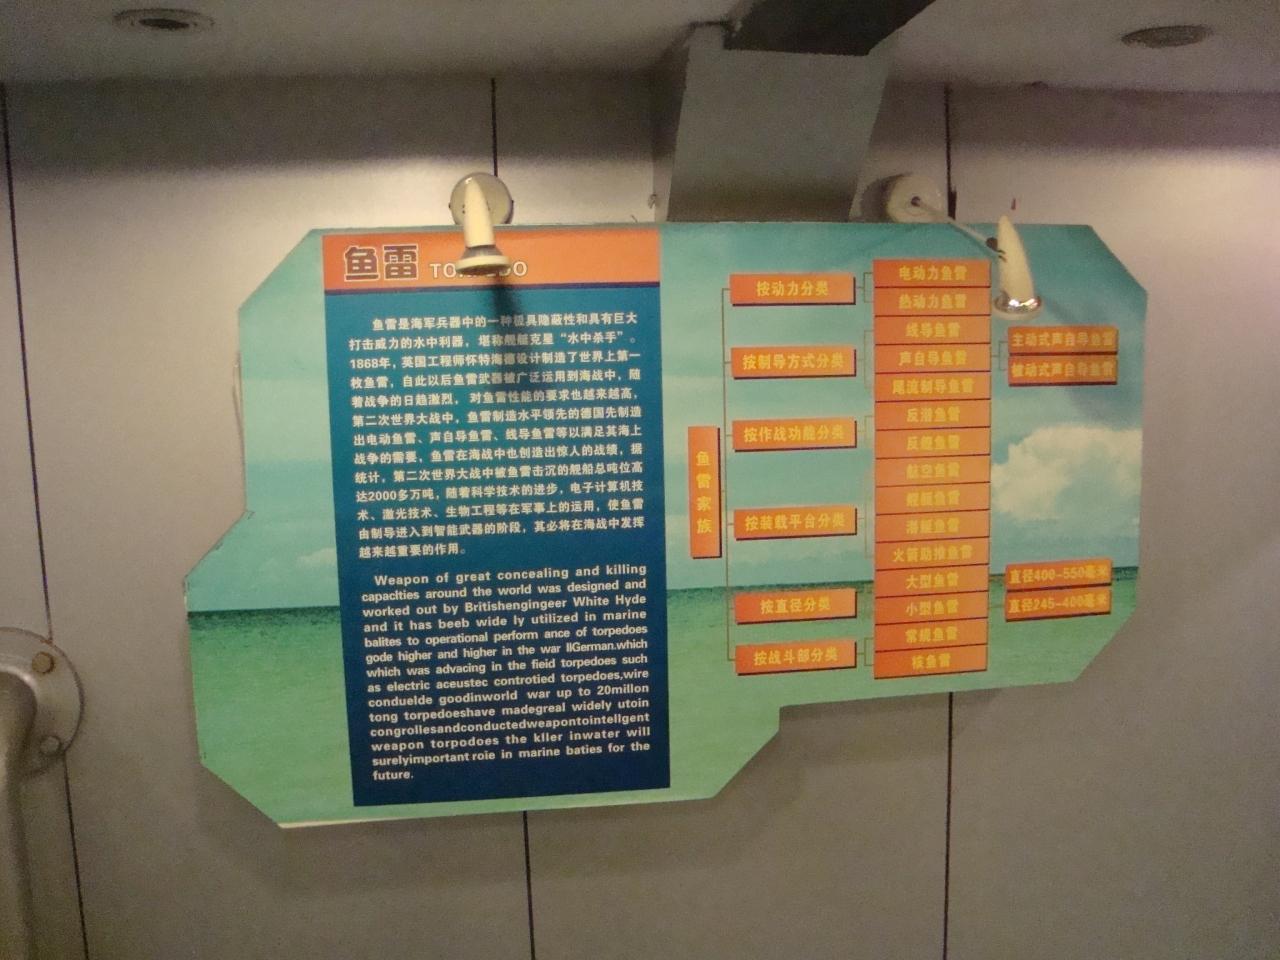 鱼雷 TORPEDO
鱼雷是海军兵器中的一种极具隐蔽性和具有巨大
打击威力的水中利器，堪称舰艇克星“水中杀手”。
1868年，英国工程师怀特海德设计制造了世界上第一
枚鱼雷，自此以后鱼雷武器被广泛运用到海战中，随
着战争的日趋激烈， 对鱼雷性能的要求也越来越高，
第二次世界大战中，鱼雷制造水平领先的德国先制造
出电动鱼雷、声自导鱼雷、线导鱼雷等以满足其海上
战争的需要，鱼雷在海战中也创造出惊人的战绩，据
统计，第二次世界大战中被鱼雷击沉的舰船总吨位高
达2000多万吨，随着科学技术的进步，电子计算机技
术、激光技术、生物工程等在军事上的运用，使鱼雷
由制导进入到智能武器的阶段，其必将在海战中发挥
越来越重要的作用。
Weapon of great concealing and killing
capaclties around the world was designed and
worked out by Britishengingeer White Hyde
and it has beeb wide ly utilized in marine
balites to operational perform ance of torpedoes
gode higher and higher in the war IIGerman.which
which was advacing in the fieid torpedoes such
as electric aceustec controtied torpedoes,wire
conduelde goodinworld war up to 20millon
tong torpedoeshave madegreal widely utoin
congrollesandconductedweapontointellgent
weapon torpodoes the kller inwater will
surelyimportant roie in marine baties for the
future.
鱼雷家族
按动力分类
电动力鱼雷
热动力鱼雷
按制导方式分类
线导鱼雷
声自导鱼雷
主动式声自导鱼雷
被动式声自导鱼雷
尾流制导鱼雷
按作战功能分类
反潜鱼雷
反舰鱼雷
按装载平台分类
航空鱼雷
舰艇鱼雷
潜艇鱼雷
火箭助推鱼雷
按直径分类
大型鱼雷
直径400-550毫米
小型鱼雷
直径245-400毫米
按战斗部分类
常规鱼雷
核鱼雷